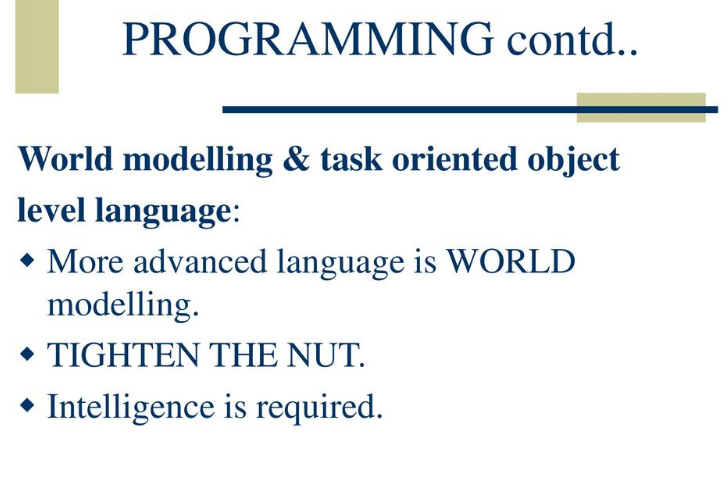 PROGRAMMING contd..
World modelling & task oriented object
level language:
◆ More advanced language is WORLD
modelling.
◆ TIGHTEN THE NUT.
◆ Intelligence is required.